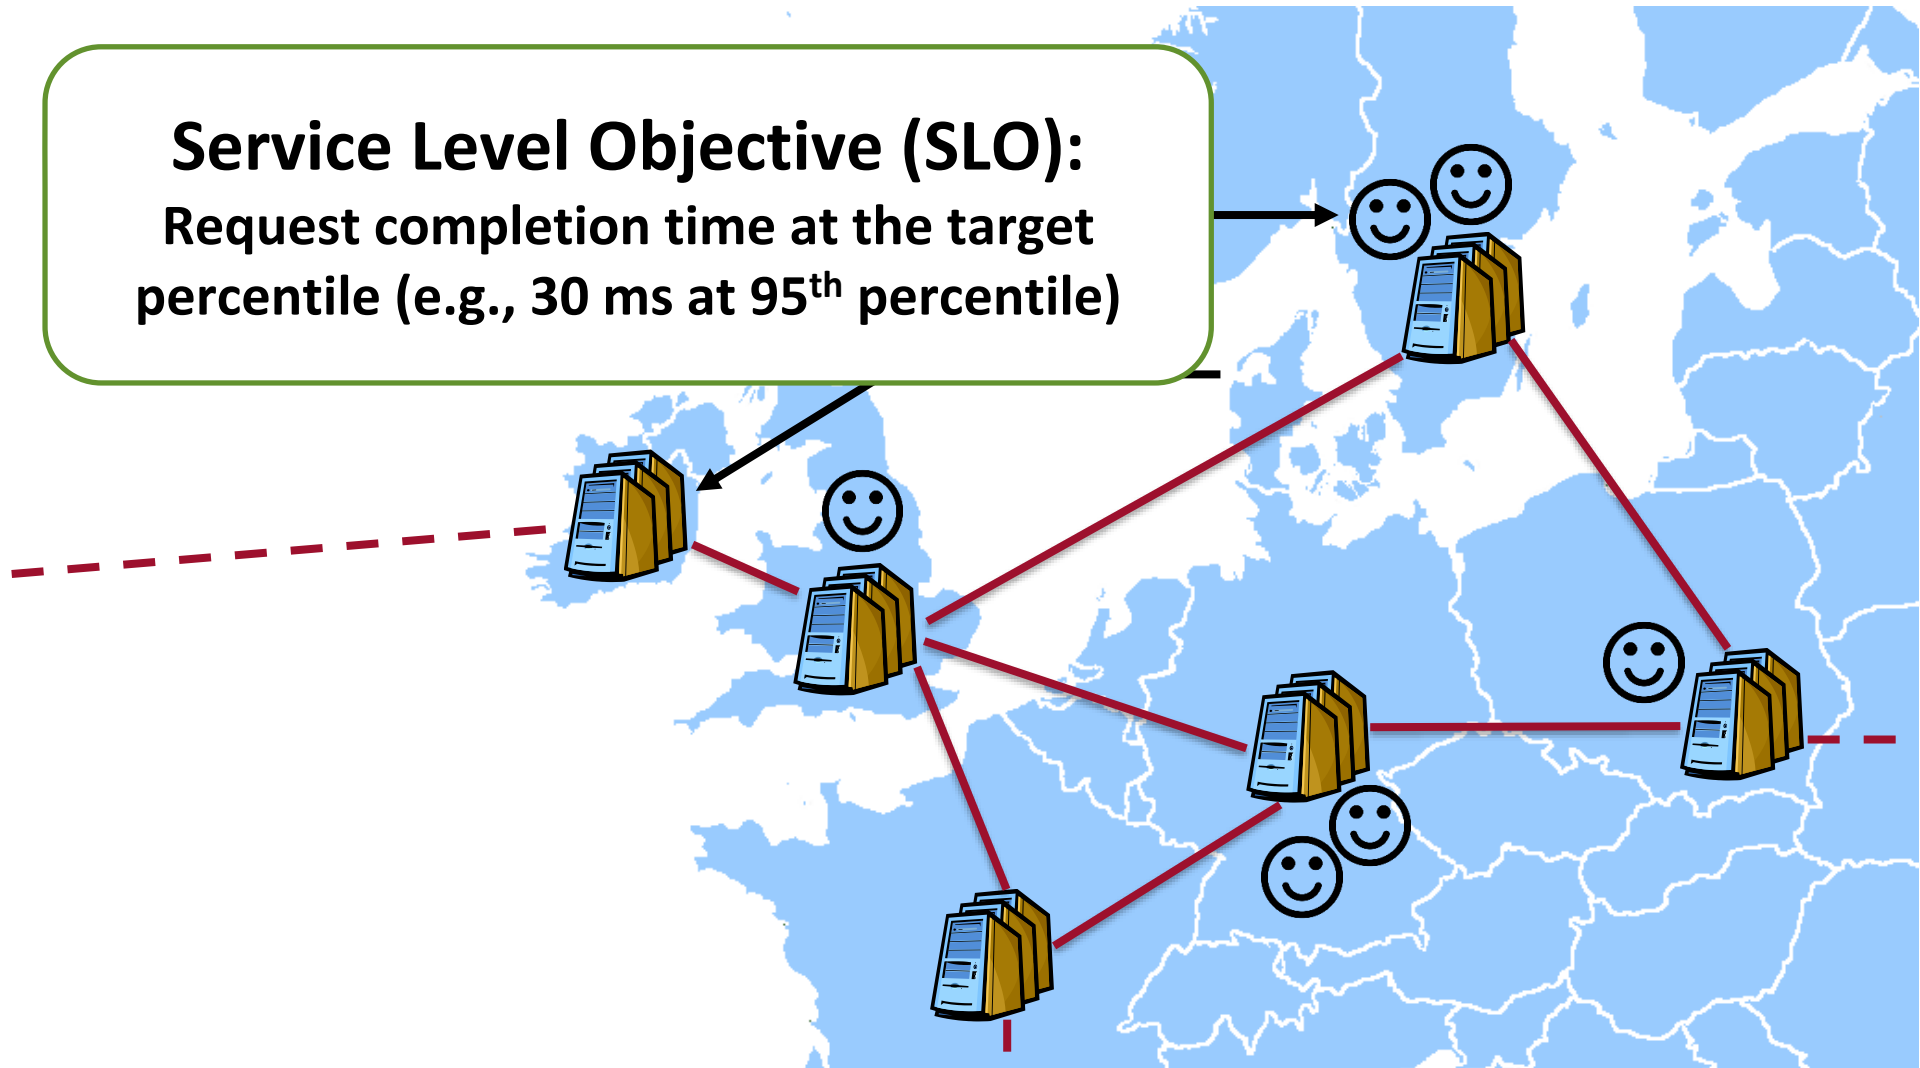 Service Level Objective (SLO):
Request completion time at the target
percentile (e.g., 30 ms at 95th percentile)